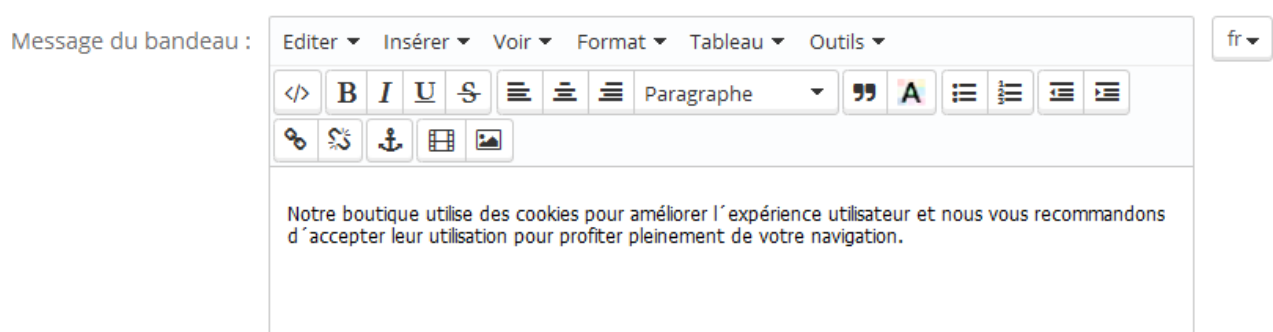 Message du bandeau :
Editer Insérer Voir Format Tableau Outils
fr
</> B I U S Paragraphe A
Notre boutique utilise des cookies pour améliorer l´expérience utilisateur et nous vous recommandons
d´accepter leur utilisation pour profiter pleinement de votre navigation.